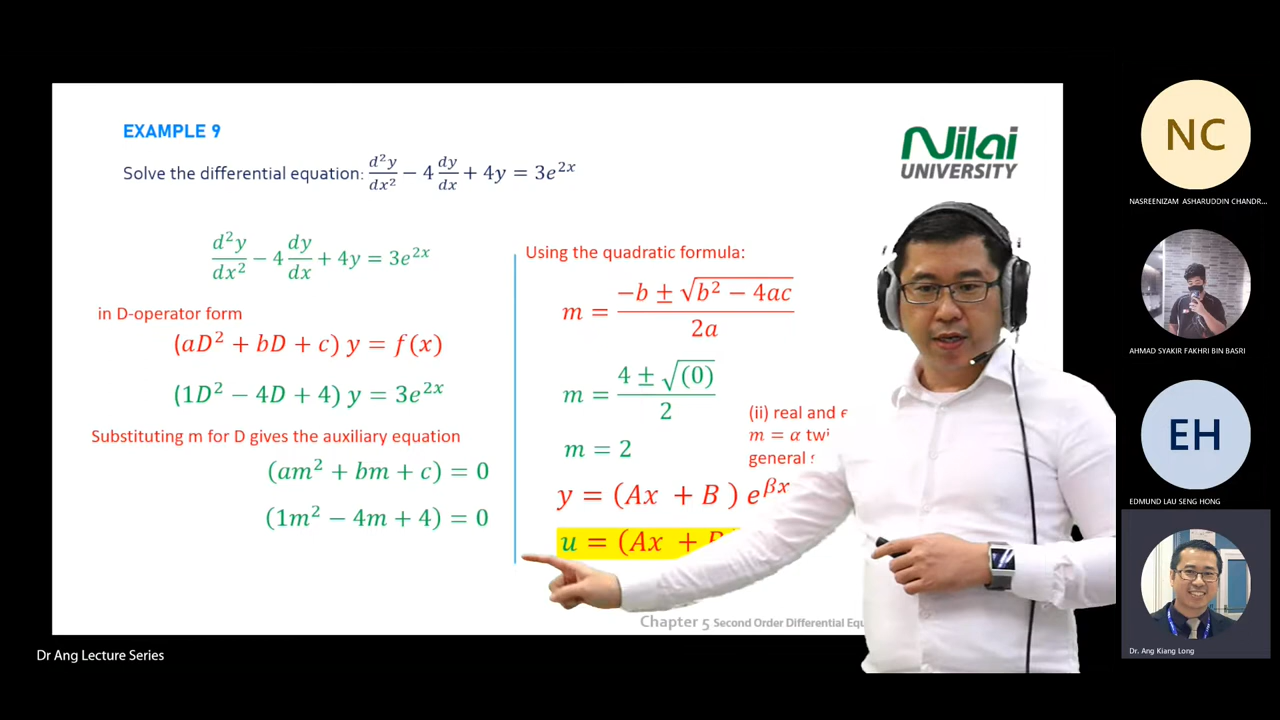 EXAMPLE 9
Nilai
UNIVERSITY
Solve the differential equation: d²y/dx² − 4 dy/dx + 4y = 3e^{2x}
d²y/dx² − 4 dy/dx + 4y = 3e^{2x}
in D-operator form
(aD² + bD + c) y = f(x)
(1D² − 4D + 4) y = 3e^{2x}
Substituting m for D gives the auxiliary equation
(am² + bm + c) = 0
(1m² − 4m + 4) = 0
Using the quadratic formula:
m = (−b ± √(b² − 4ac))/2a
m = (4 ± √(0))/2
m = 2
(ii) real and
m = α
general
y = (Ax + B ) e^{βx}
u = (Ax +
Chapter 5 Second Order Differential
Dr Ang Lecture Series
NC
NASREENIZAM ASHARUDDIN CHANDR...
AHMAD SYAKIR FAKHRI BIN BASRI
EH
EDMUND LAU SENG HONG
Dr. Ang Kiang Long